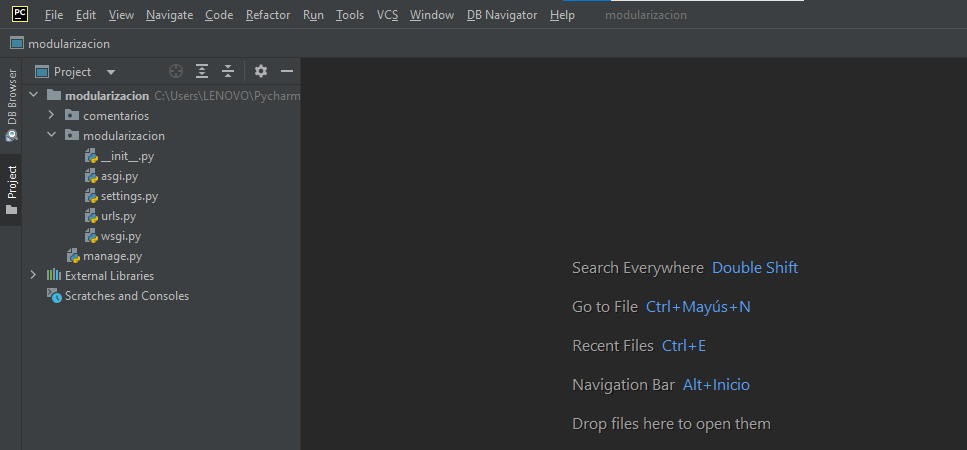 PC File Edit View Navigate Code Refactor Run Tools VCS Window DB Navigator Help modularizacion
modularizacion
DB Browser
Project
Project
modularizacion C:\Users\LENOVO\Pycharm
comentarios
modularizacion
__init__.py
asgi.py
settings.py
urls.py
wsgi.py
manage.py
External Libraries
Scratches and Consoles
Search Everywhere Double Shift
Go to File Ctrl+Mayús+N
Recent Files Ctrl+E
Navigation Bar Alt+Inicio
Drop files here to open them